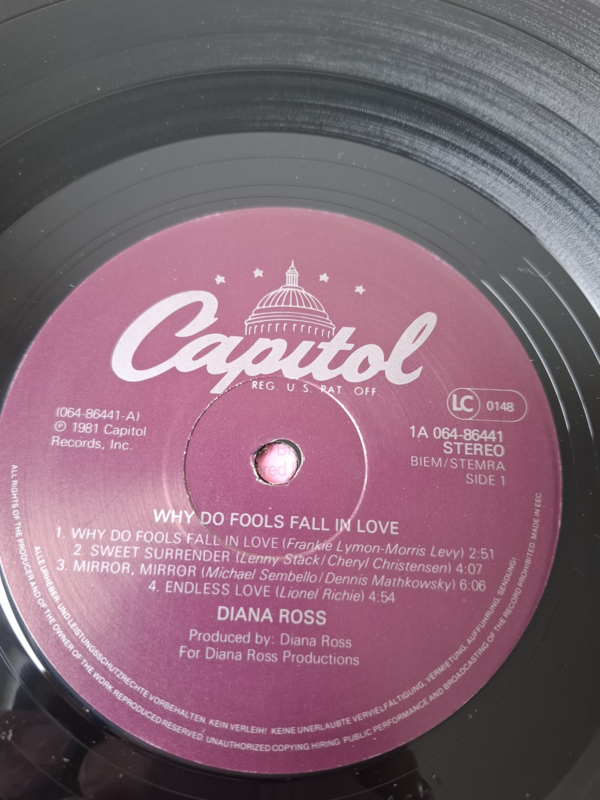 Capitol
REG. U.S. PAT. OFF
LC 0148
(064-86441-A)
℗ 1981 Capitol
Records, Inc.
1A 064-86441
STEREO
BIEM/STEMRA
SIDE 1
WHY DO FOOLS FALL IN LOVE
1. WHY DO FOOLS FALL IN LOVE (Frankie Lymon-Morris Levy) 2:51
2. SWEET SURRENDER (Lenny Stack/Cheryl Christensen) 4:07
3. MIRROR, MIRROR (Michael Sembello/Dennis Mathkowsky) 6:06
4. ENDLESS LOVE (Lionel Richie) 4:54
DIANA ROSS
Produced by: Diana Ross
For Diana Ross Productions
ALLE URHEBER- UND LEISTUNGSSCHUTZRECHTE VORBEHALTEN. KEIN VERLEIH! KEINE UNERLAUBTE VERVIELFÄLTIGUNG, VERMIETUNG, AUFFÜHRUNG, SENDUNG!
ALL RIGHTS OF THE PRODUCER AND OF THE OWNER OF THE WORK REPRODUCED RESERVED. UNAUTHORIZED COPYING HIRING PUBLIC PERFORMANCE AND BROADCASTING OF THE RECORD PROHIBITED. MADE IN EEC